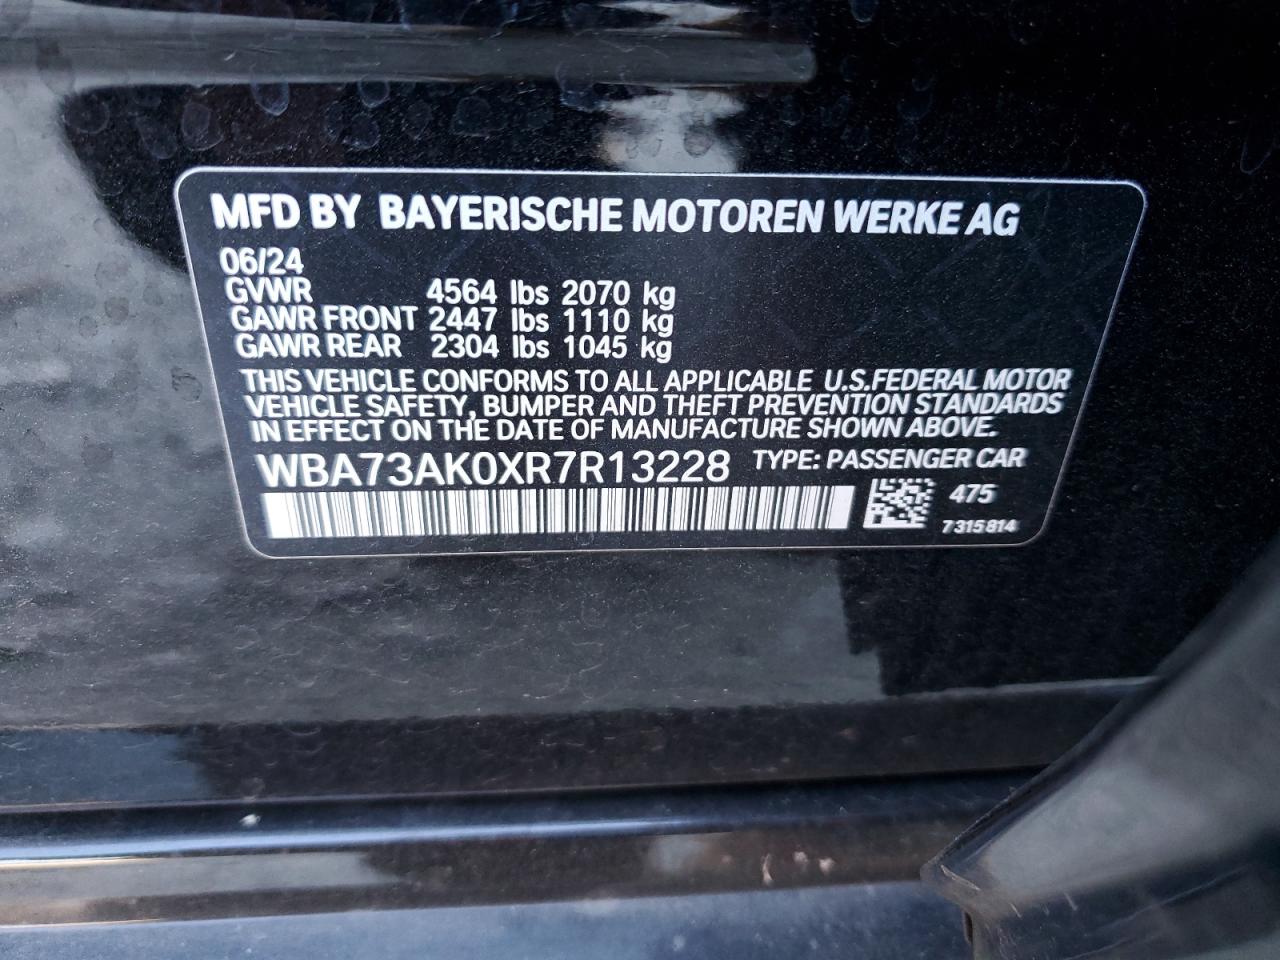 MFD BY BAYERISCHE MOTOREN WERKE AG
06/24
GVWR 4564 lbs 2070 kg
GAWR FRONT 2447 lbs 1110 kg
GAWR REAR 2304 lbs 1045 kg
THIS VEHICLE CONFORMS TO ALL APPLICABLE U.S.FEDERAL MOTOR
VEHICLE SAFETY, BUMPER AND THEFT PREVENTION STANDARDS
IN EFFECT ON THE DATE OF MANUFACTURE SHOWN ABOVE.
WBA73AK0XR7R13228 TYPE: PASSENGER CAR
475
7315814